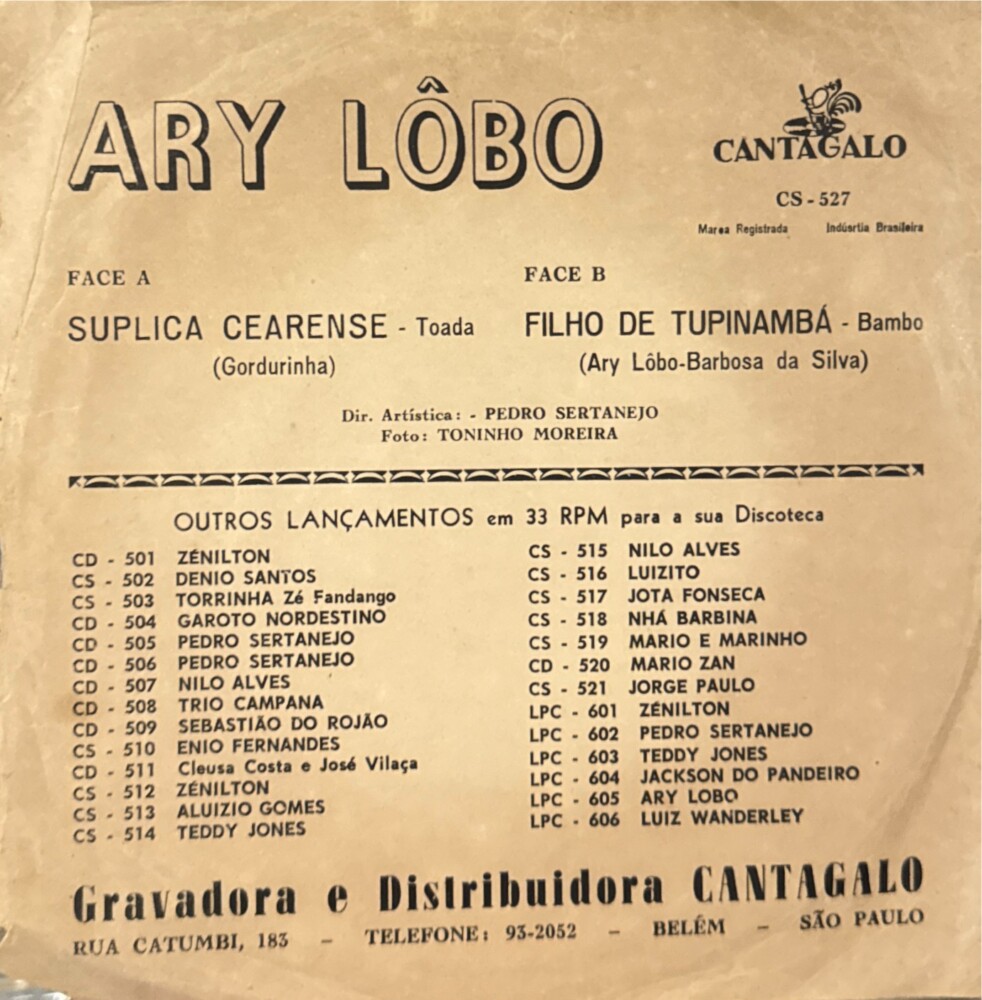 ARY LÔBO
CANTAGALO
CS - 527
Marca Registrada Indúsrtia Brasileira
FACE A
SUPLICA CEARENSE - Toada
(Gordurinha)
FACE B
FILHO DE TUPINAMBÁ - Bambo
(Ary Lôbo-Barbosa da Silva)
Dir. Artística: - PEDRO SERTANEJO
Foto: TONINHO MOREIRA
OUTROS LANÇAMENTOS em 33 RPM para a sua Discoteca
CD - 501 ZÉNILTON
CS - 502 DENIO SANTOS
CS - 503 TORRINHA Zé Fandango
CD - 504 GAROTO NORDESTINO
CD - 505 PEDRO SERTANEJO
CD - 506 PEDRO SERTANEJO
CD - 507 NILO ALVES
CD - 508 TRIO CAMPANA
CD - 509 SEBASTIÃO DO ROJÃO
CS - 510 ENIO FERNANDES
CD - 511 Cleusa Costa e José Vilaça
CS - 512 ZÉNILTON
CS - 513 ALUIZIO GOMES
CS - 514 TEDDY JONES
CS - 515 NILO ALVES
CS - 516 LUIZITO
CS - 517 JOTA FONSECA
CS - 518 NHÁ BARBINA
CS - 519 MARIO E MARINHO
CD - 520 MARIO ZAN
CS - 521 JORGE PAULO
LPC - 601 ZÉNILTON
LPC - 602 PEDRO SERTANEJO
LPC - 603 TEDDY JONES
LPC - 604 JACKSON DO PANDEIRO
LPC - 605 ARY LOBO
LPC - 606 LUIZ WANDERLEY
Gravadora e Distribuidora CANTAGALO
RUA CATUMBI, 183 - TELEFONE: 93-2052 - BELÉM - SÃO PAULO